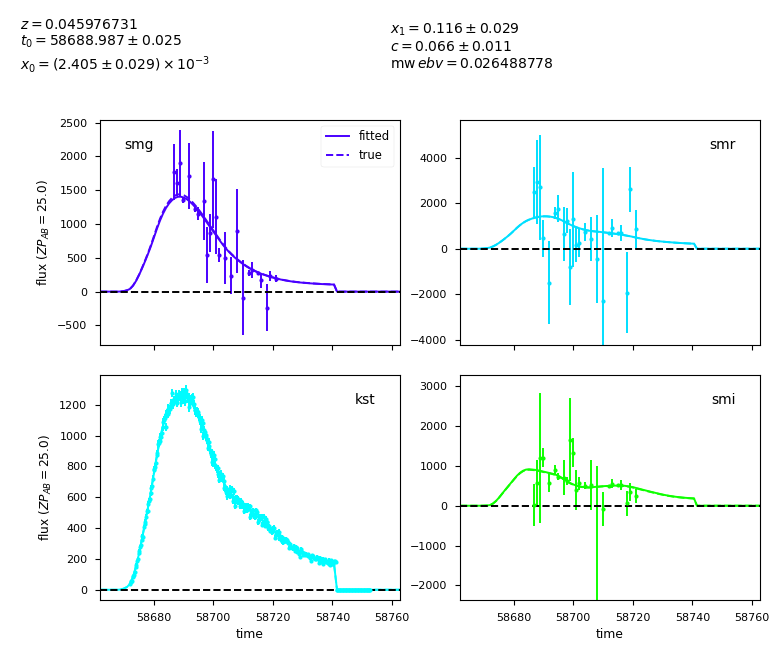 z = 0.045976731
t₀ = 58688.987 ± 0.025
x₀ = (2.405 ± 0.029) × 10⁻³
x₁ = 0.116 ± 0.029
c = 0.066 ± 0.011
mw ebv = 0.026488778
smg
fitted
true
2500
2000
1500
1000
500
0
−500
flux (ZP_AB = 25.0)
smr
4000
2000
0
−2000
−4000
kst
1200
1000
800
600
400
200
0
flux (ZP_AB = 25.0)
58680 58700 58720 58740 58760
time
smi
3000
2000
1000
0
−1000
−2000
58680 58700 58720 58740 58760
time